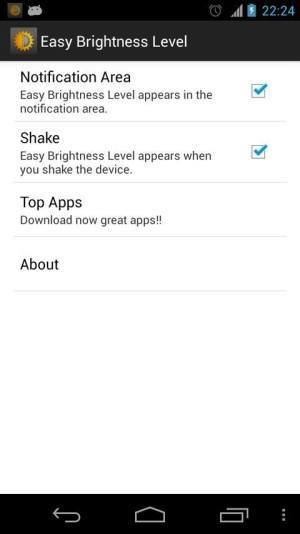 22:24
Easy Brightness Level
Notification Area
Easy Brightness Level appears in the
notification area.
Shake
Easy Brightness Level appears when
you shake the device.
Top Apps
Download now great apps!!
About